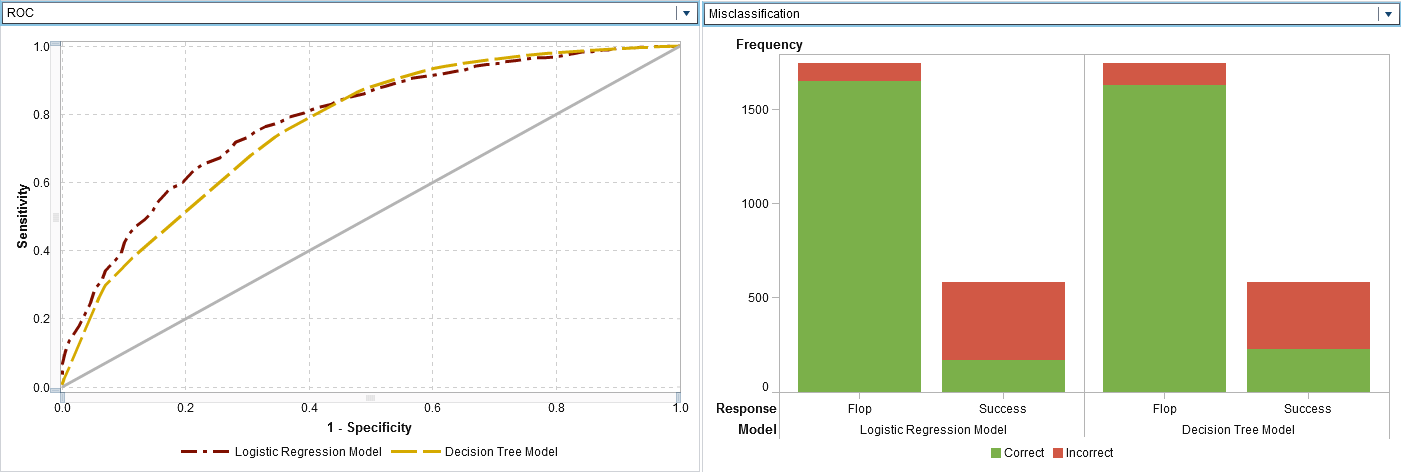 ROC
1.0
0.8
0.6
0.4
0.2
0.0
Sensitivity
0.0 0.2 0.4 0.6 0.8 1.0
1 - Specificity
Logistic Regression Model Decision Tree Model
Misclassification
Frequency
1500
1000
500
0
Response Flop Success Flop Success
Model Logistic Regression Model Decision Tree Model
Correct Incorrect